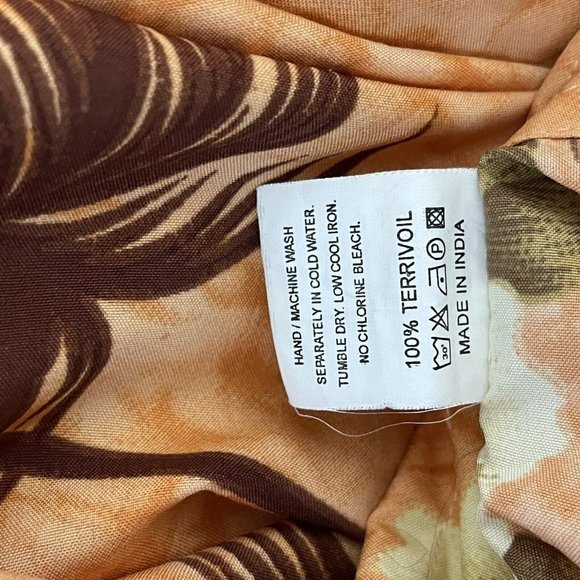 HAND / MACHINE WASH
SEPARATELY IN COLD WATER.
TUMBLE DRY. LOW COOL IRON.
NO CHLORINE BLEACH.
100% TERRIVOIL
30° P
MADE IN INDIA